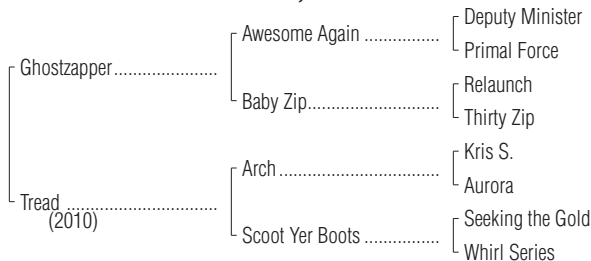 Deputy Minister
Awesome Again ................
Primal Force
Ghostzapper......................
Relaunch
Baby Zip............................
Thirty Zip
Kris S.
Arch ..................................
Aurora
Tread ................................
(2010)
Seeking the Gold
Scoot Yer Boots ................
Whirl Series